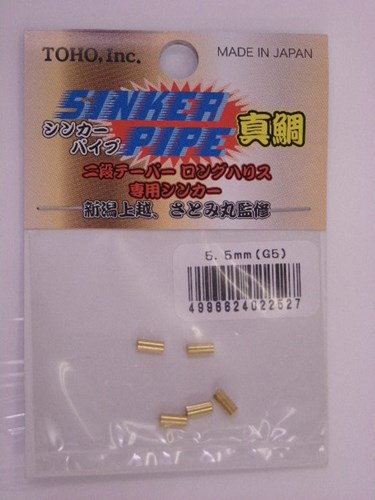 TOHO, Inc.
MADE IN JAPAN
SINKER
シンカー
パイプ
PIPE
真鯛
二段テーパー ロングハリス
専用シンカー
新潟上越、さとみ丸監修
5.5mm(G5)
4996624022527